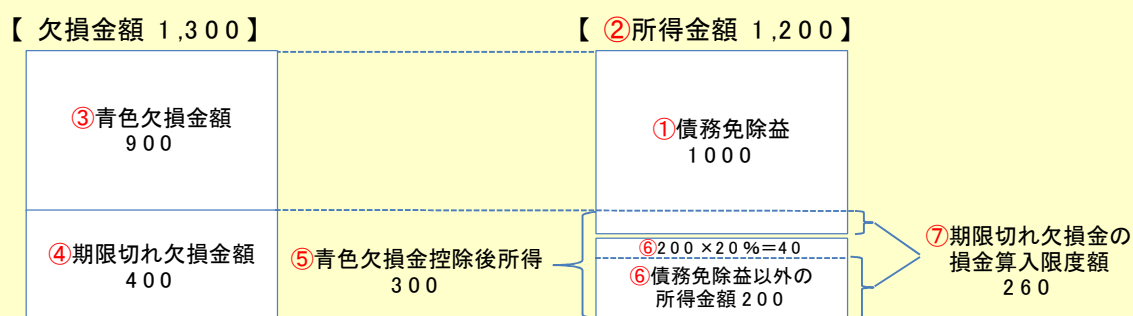 【 欠損金額 1,300】
【 ②所得金額 1,200】
③青色欠損金額
900
①債務免除益
1000
④期限切れ欠損金額
400
⑤青色欠損金控除後所得
300
⑥200×20%=40
⑥債務免除益以外の
所得金額200
⑦期限切れ欠損金の
損金算入限度額
260